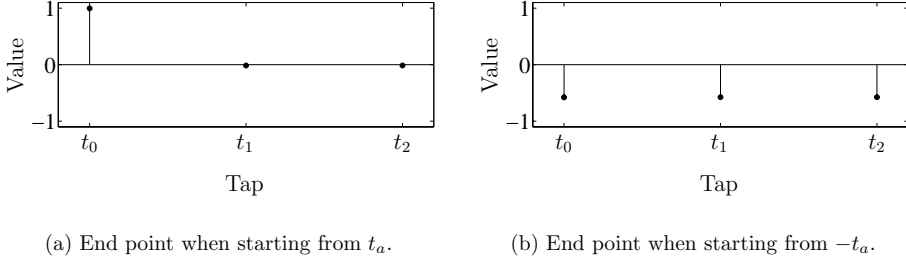 1
0
−1
Value
t₀
t₁
t₂
Tap
(a) End point when starting from tₐ.
1
0
−1
Value
t₀
t₁
t₂
Tap
(b) End point when starting from −tₐ.